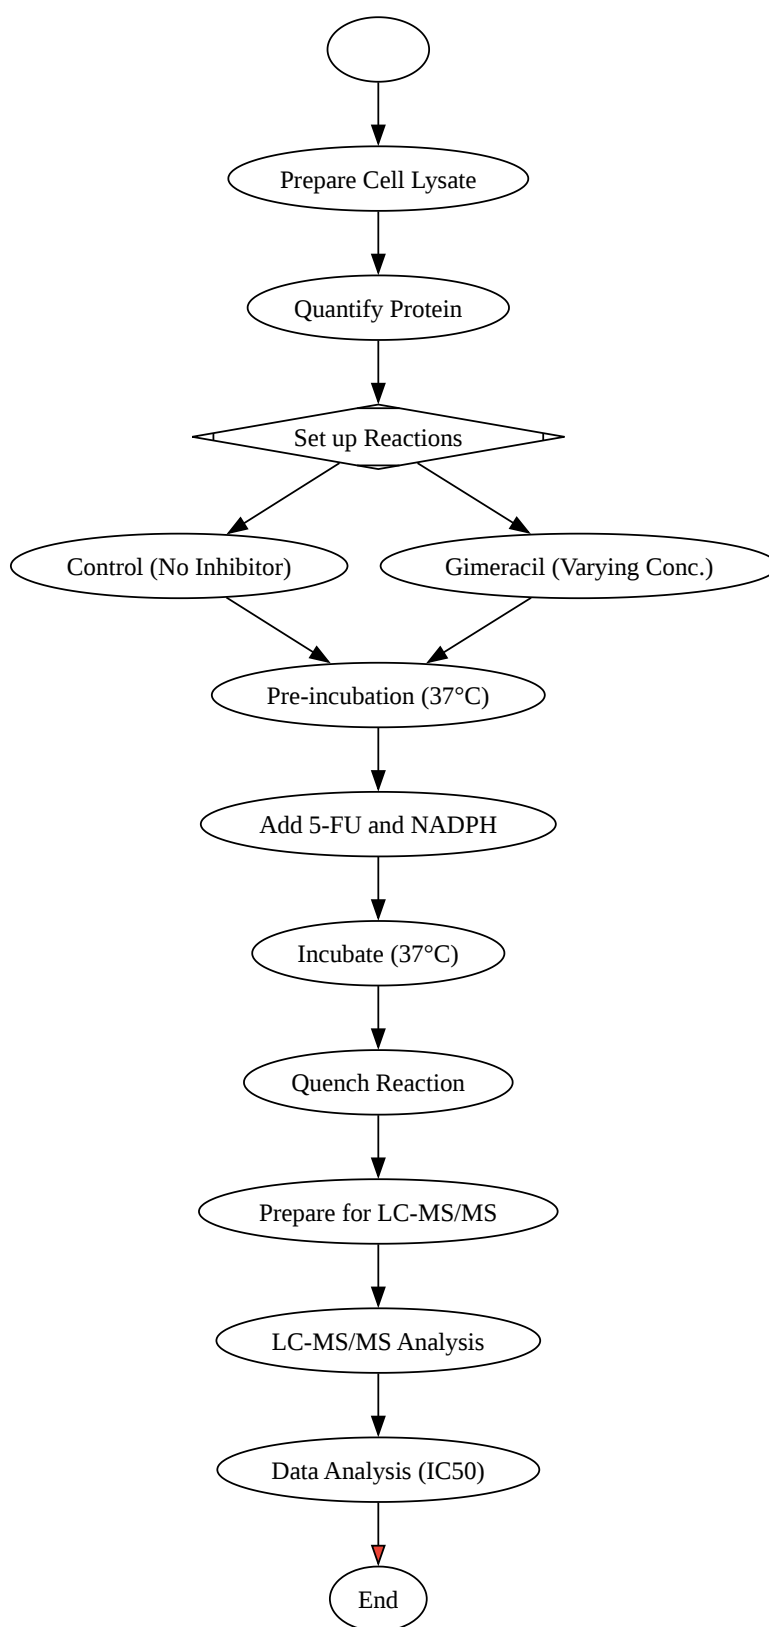 Prepare Cell Lysate
Quantify Protein
Set up Reactions
Control (No Inhibitor)
Gimeracil (Varying Conc.)
Pre-incubation (37°C)
Add 5-FU and NADPH
Incubate (37°C)
Quench Reaction
Prepare for LC-MS/MS
LC-MS/MS Analysis
Data Analysis (IC50)
End